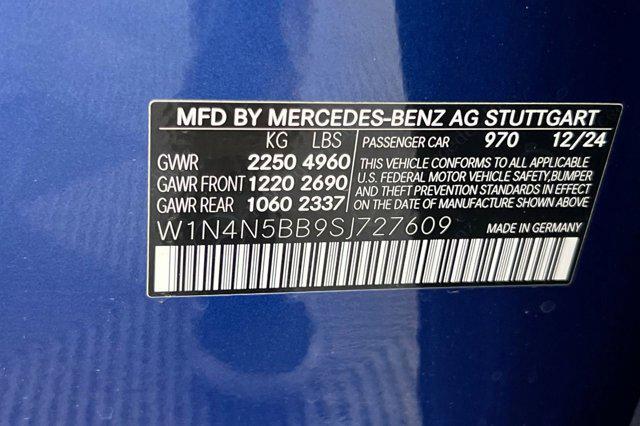 MFD BY MERCEDES-BENZ AG STUTTGART
KG LBS PASSENGER CAR 970 12/24
GVWR 2250 4960 THIS VEHICLE CONFORMS TO ALL APPLICABLE
GAWR FRONT 1220 2690 U.S. FEDERAL MOTOR VEHICLE SAFETY,BUMPER
GAWR REAR 1060 2337 AND THEFT PREVENTION STANDARDS IN EFFECT
ON THE DATE OF MANUFACTURE SHOWN ABOVE
W1N4N5BB9SJ727609 MADE IN GERMANY